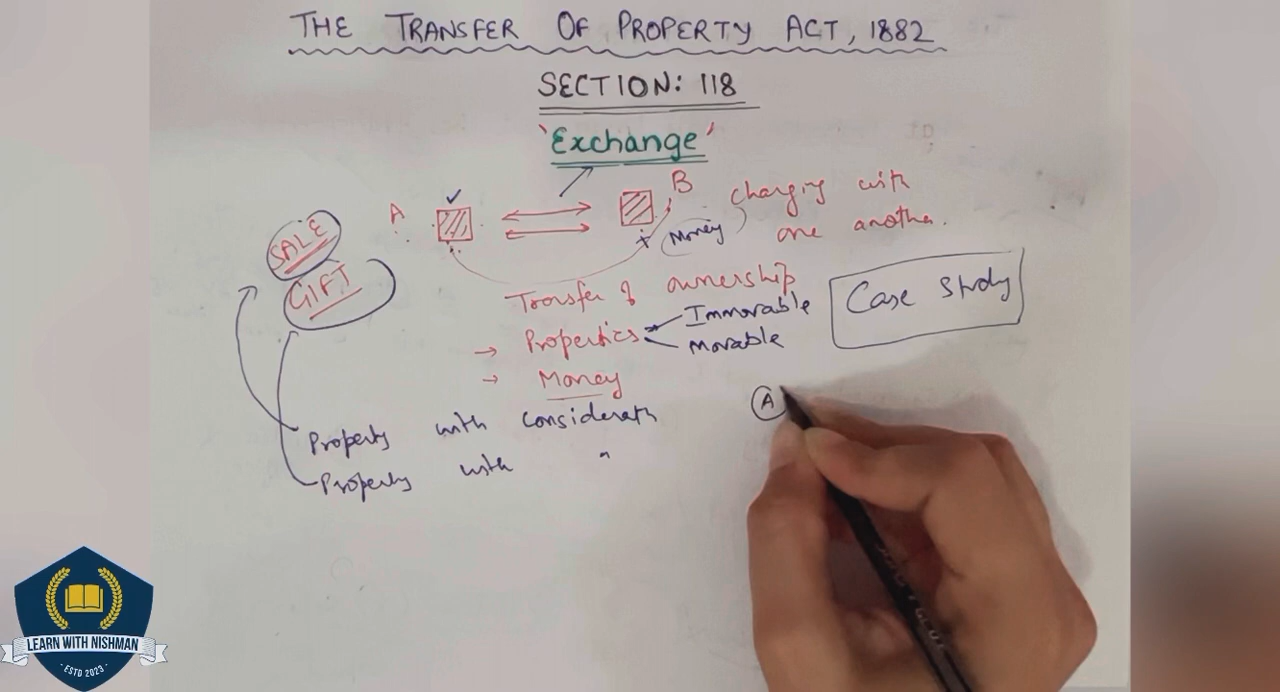 THE TRANSFER OF PROPERTY ACT, 1882
SECTION: 118
'Exchange'
A
B
+ Money
changing with
one another.
SALE
GIFT
Transfer of ownership
→ Properties
Immovable
Movable
→ Money
Case Study
Property with Consideratn
Property with "
A
LEARN WITH NISHMAN
· ESTD 2023 ·